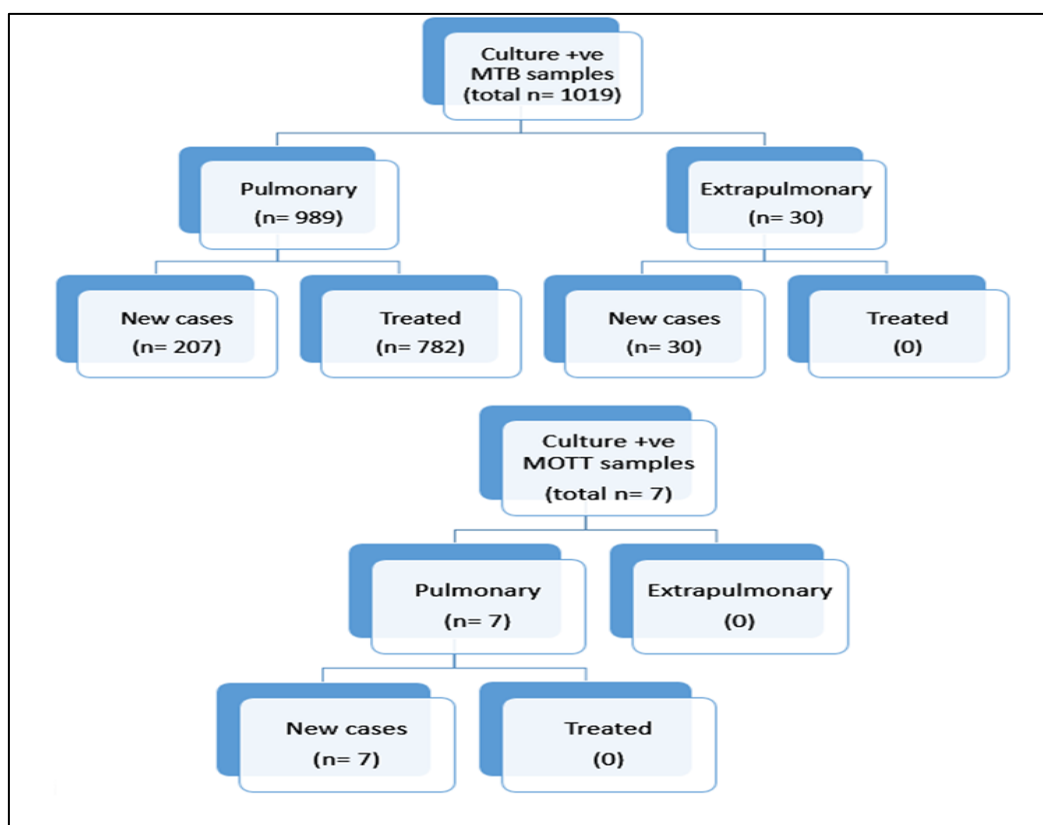 Culture +ve
MTB samples
(total n= 1019)
Pulmonary
(n= 989)
Extrapulmonary
(n= 30)
New cases
(n= 207)
Treated
(n= 782)
New cases
(n= 30)
Treated
(0)
Culture +ve
MOTT samples
(total n= 7)
Pulmonary
(n= 7)
Extrapulmonary
(0)
New cases
(n= 7)
Treated
(0)